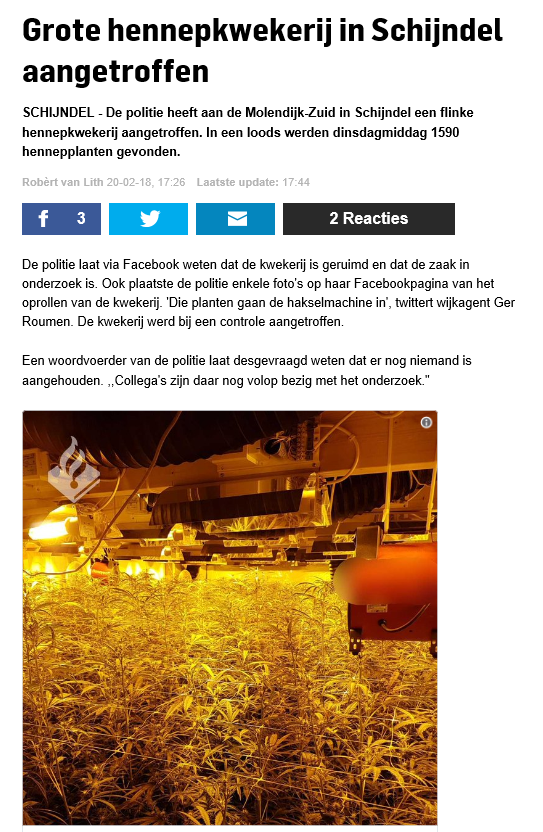 Grote hennepkwekerij in Schijndel
aangetroffen
SCHIJNDEL - De politie heeft aan de Molendijk-Zuid in Schijndel een flinke
hennepkwekerij aangetroffen. In een loods werden dinsdagmiddag 1590
hennepplanten gevonden.
Robèrt van Lith 20-02-18, 17:26 Laatste update: 17:44
3
2 Reacties
De politie laat via Facebook weten dat de kwekerij is geruimd en dat de zaak in
onderzoek is. Ook plaatste de politie enkele foto's op haar Facebookpagina van het
oprollen van de kwekerij. 'Die planten gaan de hakselmachine in', twittert wijkagent Ger
Roumen. De kwekerij werd bij een controle aangetroffen.
Een woordvoerder van de politie laat desgevraagd weten dat er nog niemand is
aangehouden. ,,Collega's zijn daar nog volop bezig met het onderzoek."